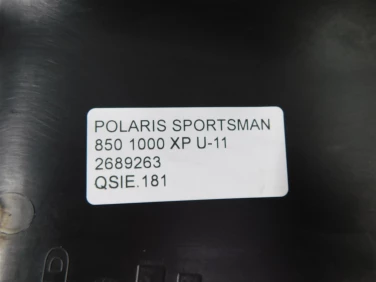 POLARIS SPORTSMAN
850 1000 XP U-11
2689263
QSIE.181